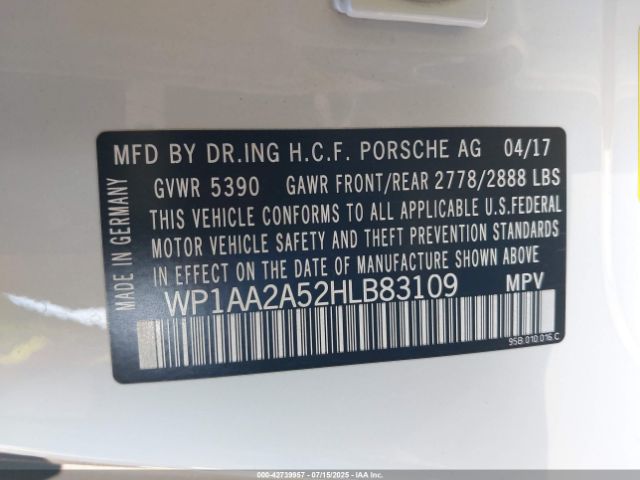 MADE IN GERMANY
MFD BY DR.ING H.C.F. PORSCHE AG 04/17
GVWR 5390 GAWR FRONT/REAR 2778/2888 LBS
THIS VEHICLE CONFORMS TO ALL APPLICABLE U.S.FEDERAL
MOTOR VEHICLE SAFETY AND THEFT PREVENTION STANDARDS
IN EFFECT ON THE DATE OF MANUFACTURE SHOWN ABOVE
WP1AA2A52HLB83109 MPV
95B.010.016.C
000-42739957 - 07/15/2025 - IAAI.COM